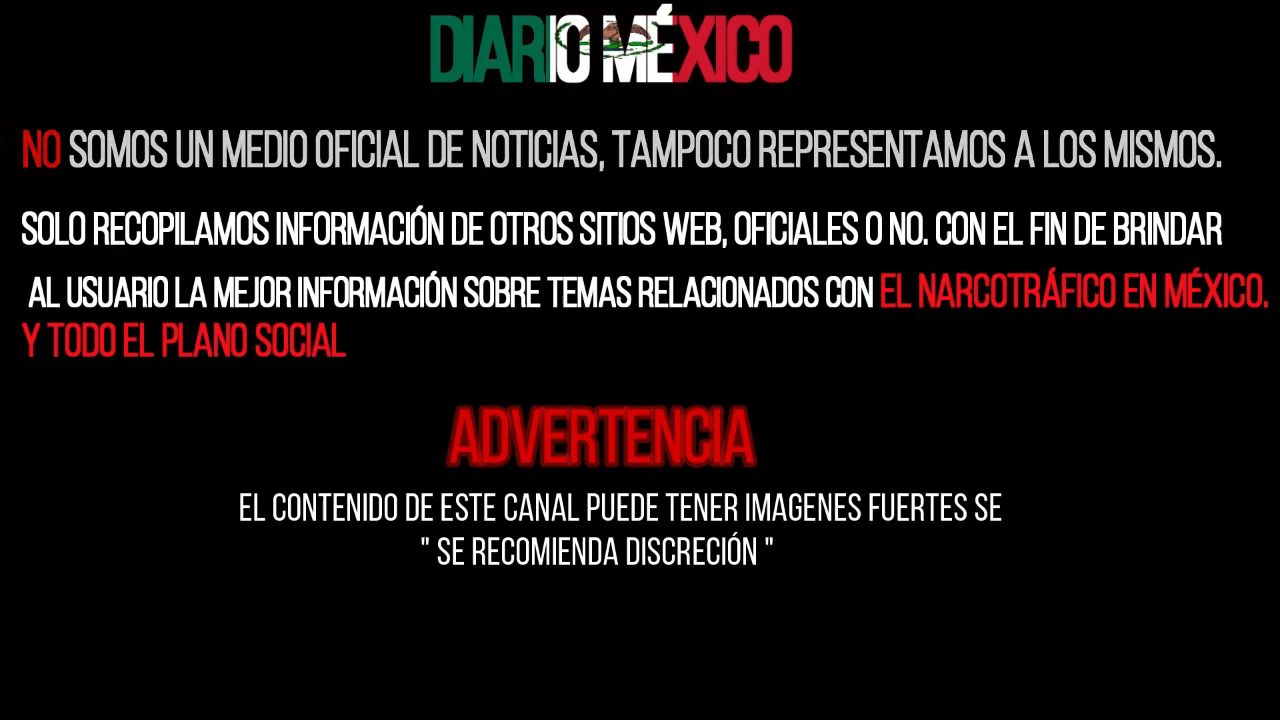 DIARIO MÉXICO
NO SOMOS UN MEDIO OFICIAL DE NOTICIAS, TAMPOCO REPRESENTAMOS A LOS MISMOS.
SOLO RECOPILAMOS INFORMACIÓN DE OTROS SITIOS WEB, OFICIALES O NO. CON EL FIN DE BRINDAR
AL USUARIO LA MEJOR INFORMACIÓN SOBRE TEMAS RELACIONADOS CON EL NARCOTRÁFICO EN MÉXICO.
Y TODO EL PLANO SOCIAL
ADVERTENCIA
EL CONTENIDO DE ESTE CANAL PUEDE TENER IMAGENES FUERTES SE
" SE RECOMIENDA DISCRECIÓN "